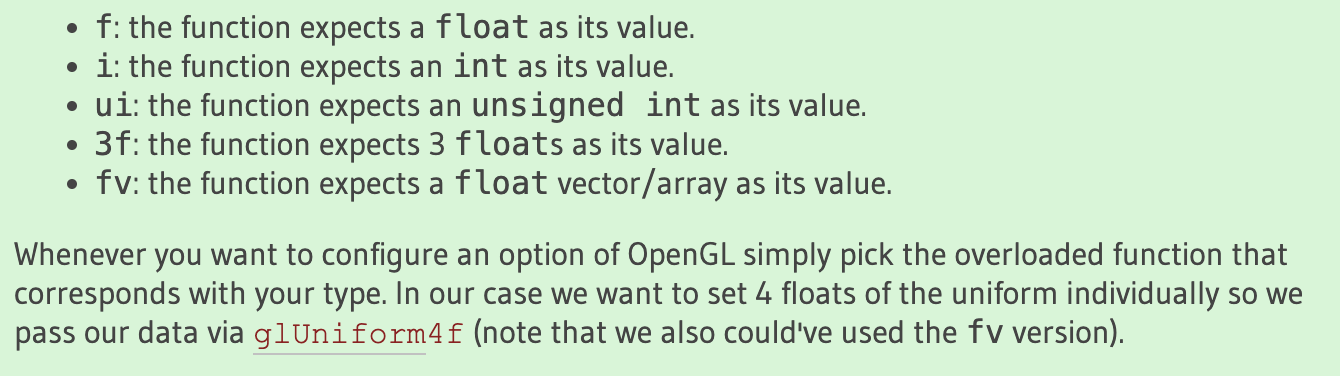 • f: the function expects a float as its value.
• i: the function expects an int as its value.
• ui: the function expects an unsigned int as its value.
• 3f: the function expects 3 floats as its value.
• fv: the function expects a float vector/array as its value.
Whenever you want to configure an option of OpenGL simply pick the overloaded function that
corresponds with your type. In our case we want to set 4 floats of the uniform individually so we
pass our data via glUniform4f (note that we also could've used the fv version).